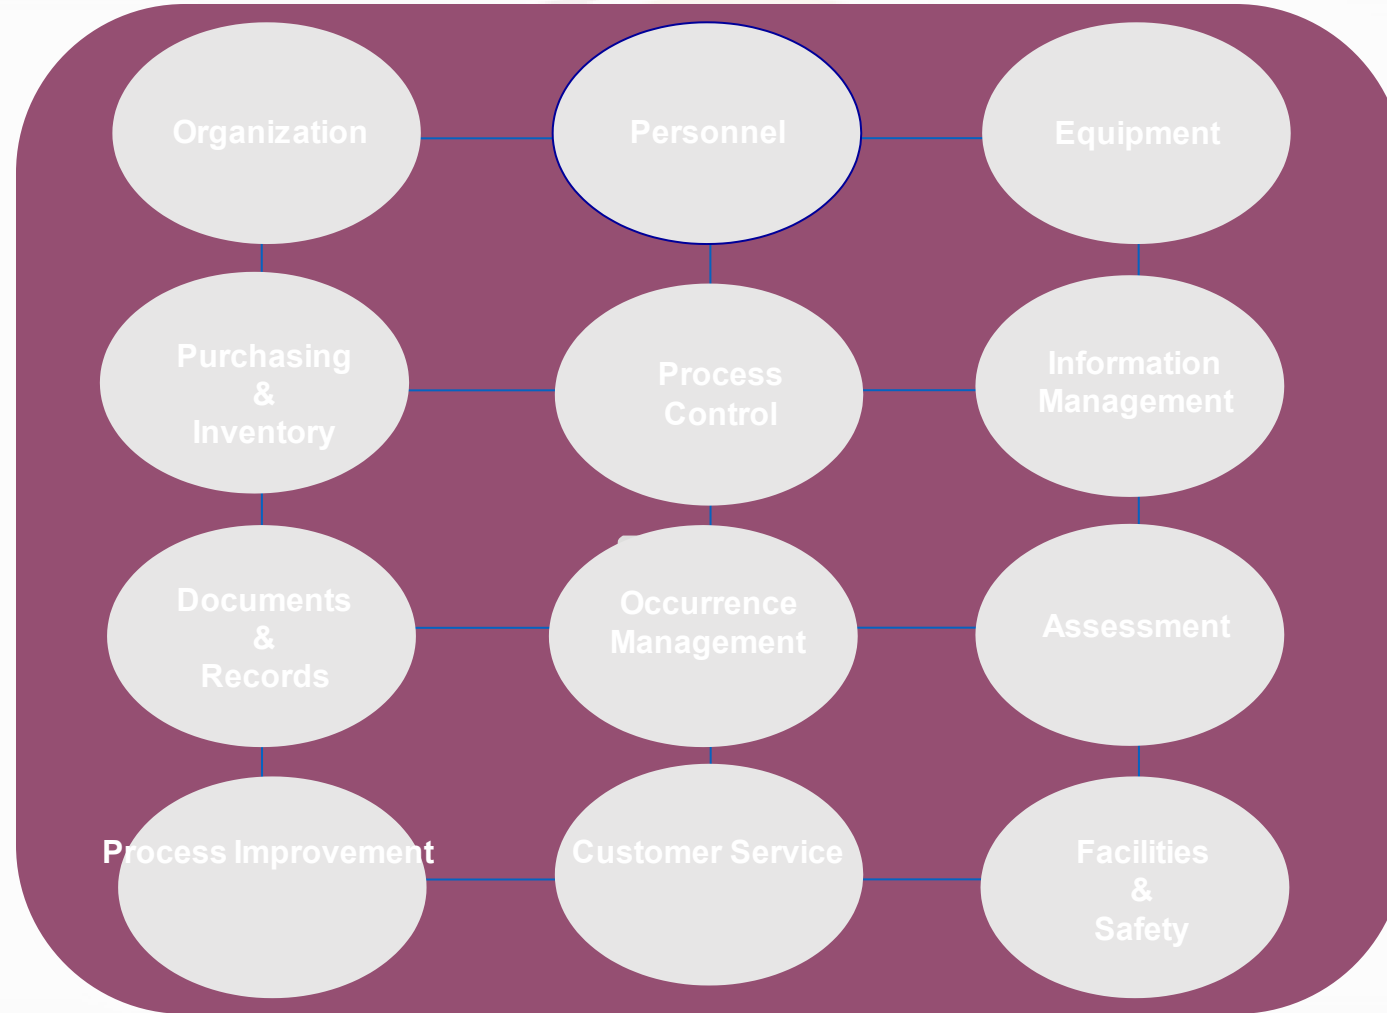 Organization
Personnel
Equipment
Purchasing
&
Inventory
Process
Control
Information
Management
Documents
&
Records
Occurrence
Management
Assessment
Process Improvement
Customer Service
Facilities
&
Safety